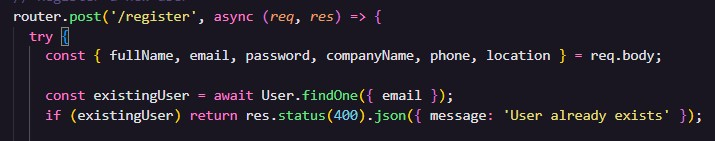 router.post('/register', async (req, res) => {
try {
const { fullName, email, password, companyName, phone, location } = req.body;
const existingUser = await User.findOne({ email });
if (existingUser) return res.status(400).json({ message: 'User already exists' });